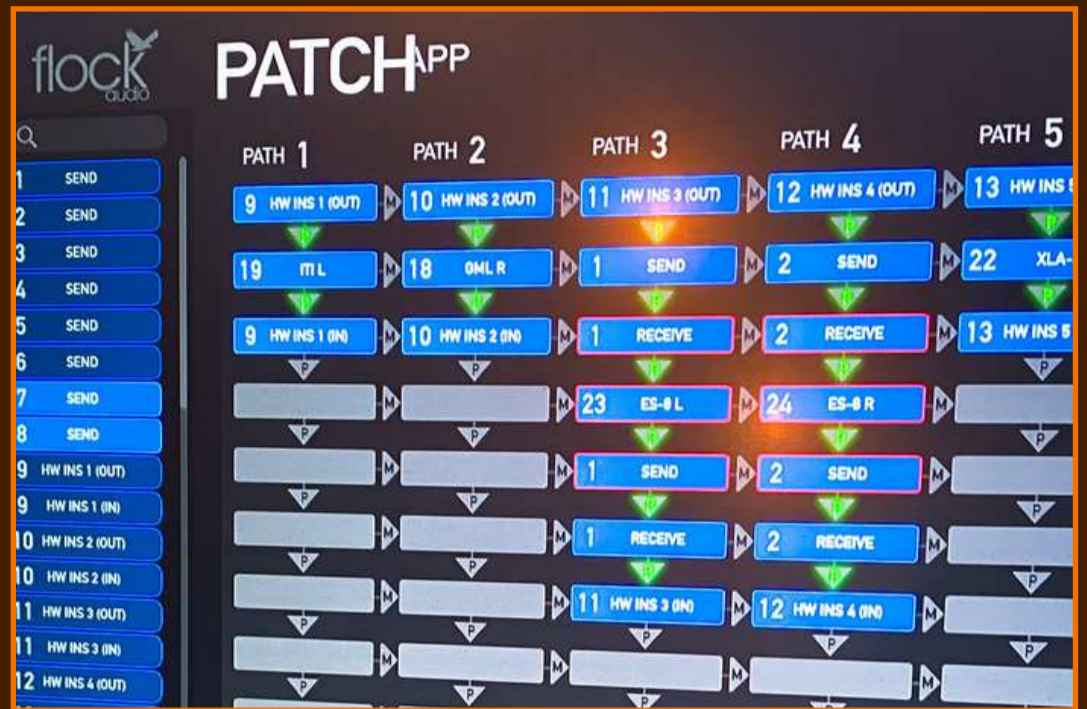 flock audio
PATCH APP
PATH 1 PATH 2 PATH 3 PATH 4 PATH 5
1 SEND
2 SEND
3 SEND
4 SEND
5 SEND
6 SEND
7 SEND
8 SEND
9 HW INS 1 (OUT)
9 HW INS 1 (IN)
10 HW INS 2 (OUT)
10 HW INS 2 (IN)
11 HW INS 3 (OUT)
11 HW INS 3 (IN)
12 HW INS 4 (OUT)
9 HW INS 1 (OUT) M 10 HW INS 2 (OUT) M 11 HW INS 3 (OUT) M 12 HW INS 4 (OUT) M 13 HW INS 5
P P P P P
19 ITI L M 18 GML R M 1 SEND M 2 SEND M 22 XLA-
P P P P P
9 HW INS 1 (IN) M 10 HW INS 2 (IN) M 1 RECEIVE M 2 RECEIVE M 13 HW INS 5
P P P P P
M M 23 ES-8 L M 24 ES-8 R M
P P P P P
M M 1 SEND M 2 SEND M
P P P P P
M M 1 RECEIVE M 2 RECEIVE M
P P P P P
M M 11 HW INS 3 (IN) M 12 HW INS 4 (IN) M
P P P P P
M M M M
P P P P